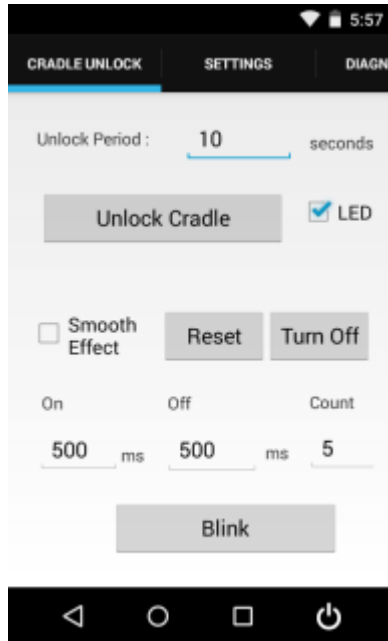 5:57
CRADLE UNLOCK SETTINGS DIAGN
Unlock Period : 10 seconds
Unlock Cradle LED
Smooth Effect Reset Turn Off
On Off Count
500 ms 500 ms 5
Blink